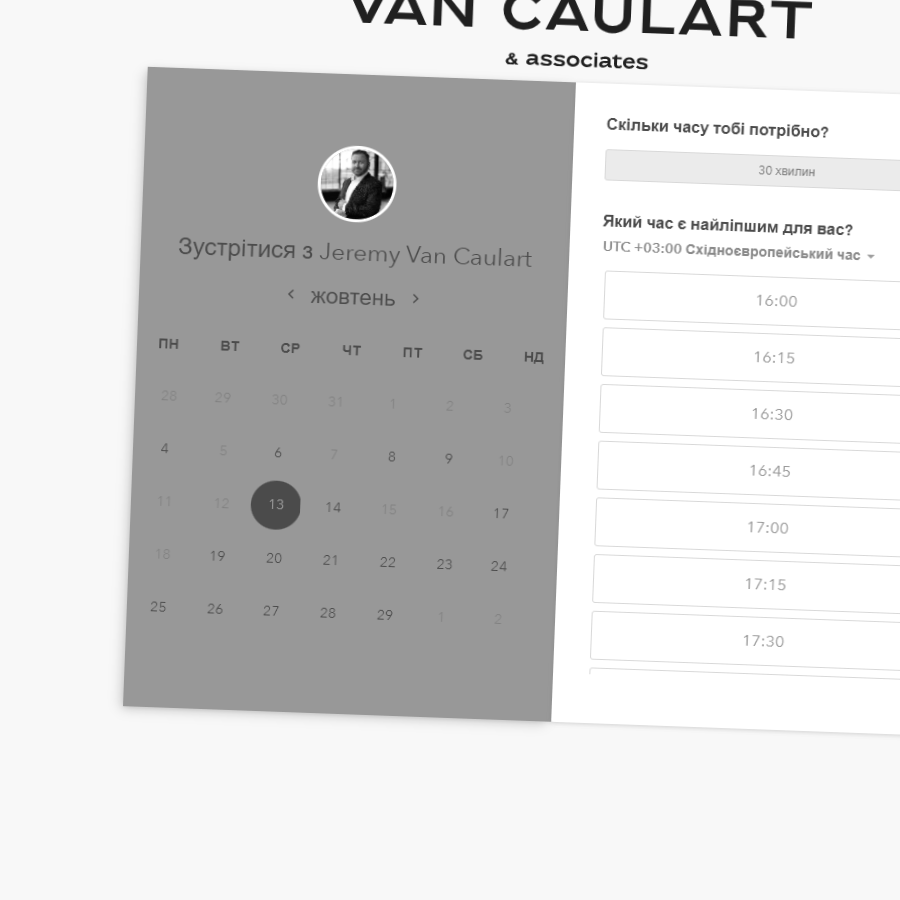 VAN CAULART
& associates
Зустрітися з Jeremy Van Caulart
жовтень
ПН ВТ СР ЧТ ПТ СБ НД
28 29 30 31 1 2 3
4 5 6 7 8 9 10
11 12 13 14 15 16 17
18 19 20 21 22 23 24
25 26 27 28 29 1 2
Скільки часу тобі потрібно?
30 хвилин
Який час є найліпшим для вас?
UTC +03:00 Східноєвропейський час
16:00
16:15
16:30
16:45
17:00
17:15
17:30